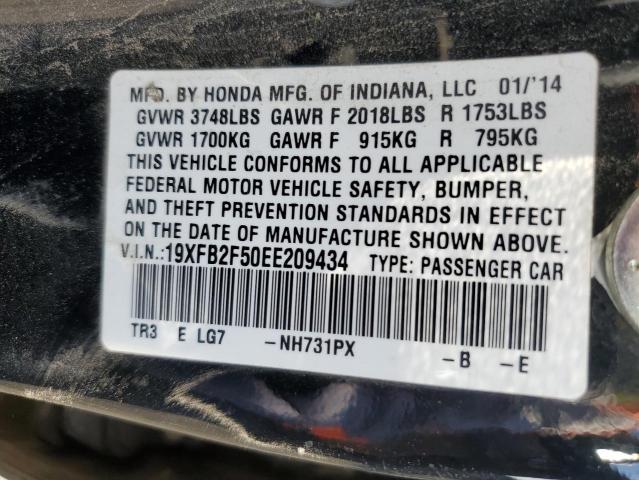 MFD. BY HONDA MFG. OF INDIANA, LLC 01/'14
GVWR 3748LBS GAWR F 2018LBS R 1753LBS
GVWR 1700KG GAWR F 915KG R 795KG
THIS VEHICLE CONFORMS TO ALL APPLICABLE
FEDERAL MOTOR VEHICLE SAFETY, BUMPER,
AND THEFT PREVENTION STANDARDS IN EFFECT
ON THE DATE OF MANUFACTURE SHOWN ABOVE.
V.I.N.:19XFB2F50EE209434 TYPE: PASSENGER CAR
TR3 E LG7 -NH731PX -B -E